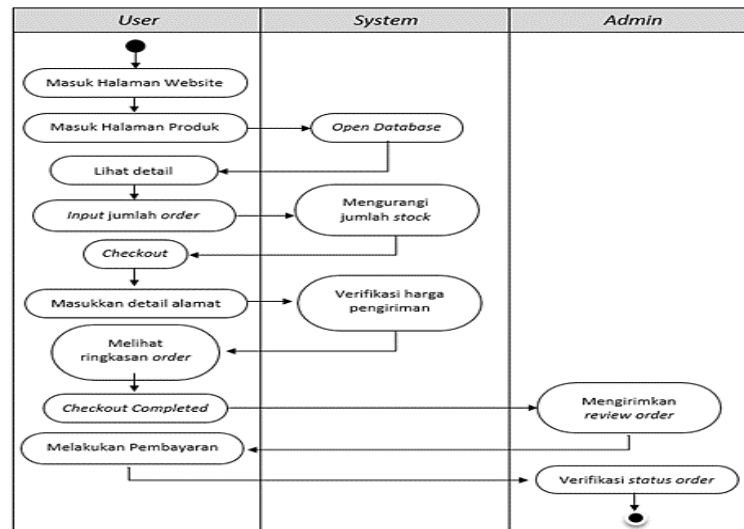 User
System
Admin
Masuk Halaman Website
Masuk Halaman Produk
Open Database
Lihat detail
Input jumlah order
Mengurangi
jumlah stock
Checkout
Masukkan detail alamat
Verifikasi harga
pengiriman
Melihat
ringkasan order
Checkout Completed
Mengirimkan
review order
Melakukan Pembayaran
Verifikasi status order